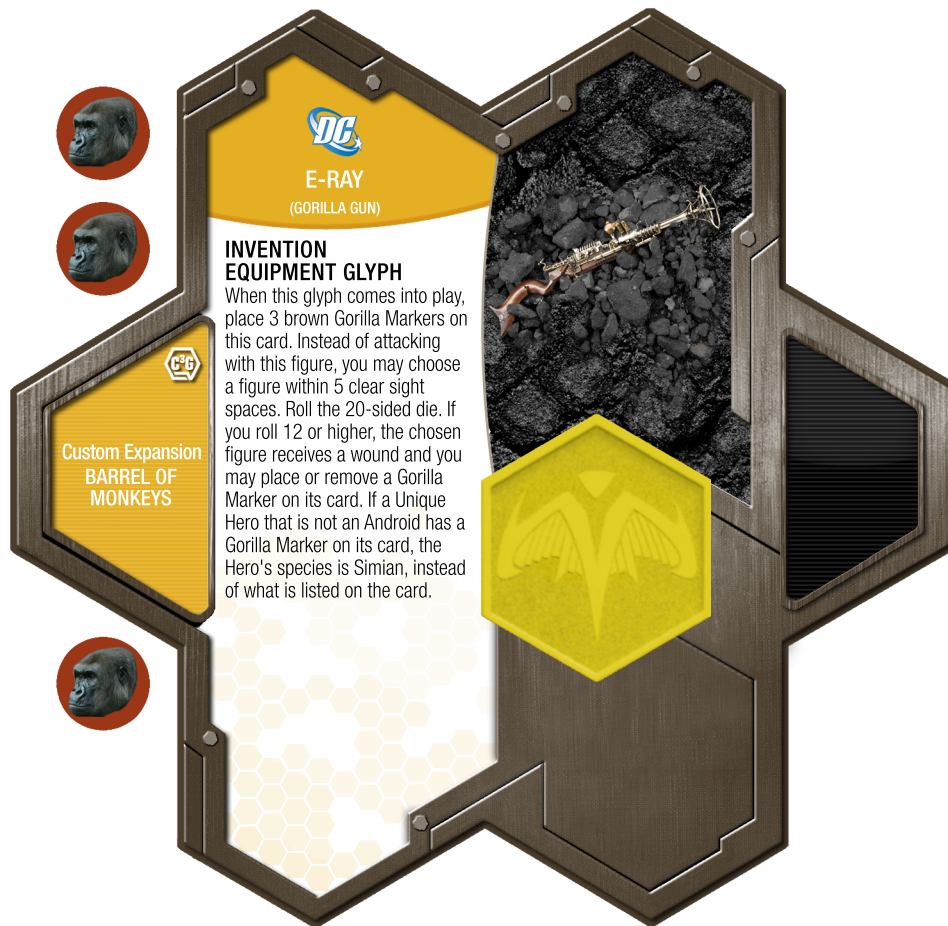 DC
E-RAY
(GORILLA GUN)
INVENTION
EQUIPMENT GLYPH
When this glyph comes into play,
place 3 brown Gorilla Markers on
this card. Instead of attacking
with this figure, you may choose
a figure within 5 clear sight
spaces. Roll the 20-sided die. If
you roll 12 or higher, the chosen
figure receives a wound and you
may place or remove a Gorilla
Marker on its card. If a Unique
Hero that is not an Android has a
Gorilla Marker on its card, the
Hero's species is Simian, instead
of what is listed on the card.
C3G
Custom Expansion
BARREL OF
MONKEYS